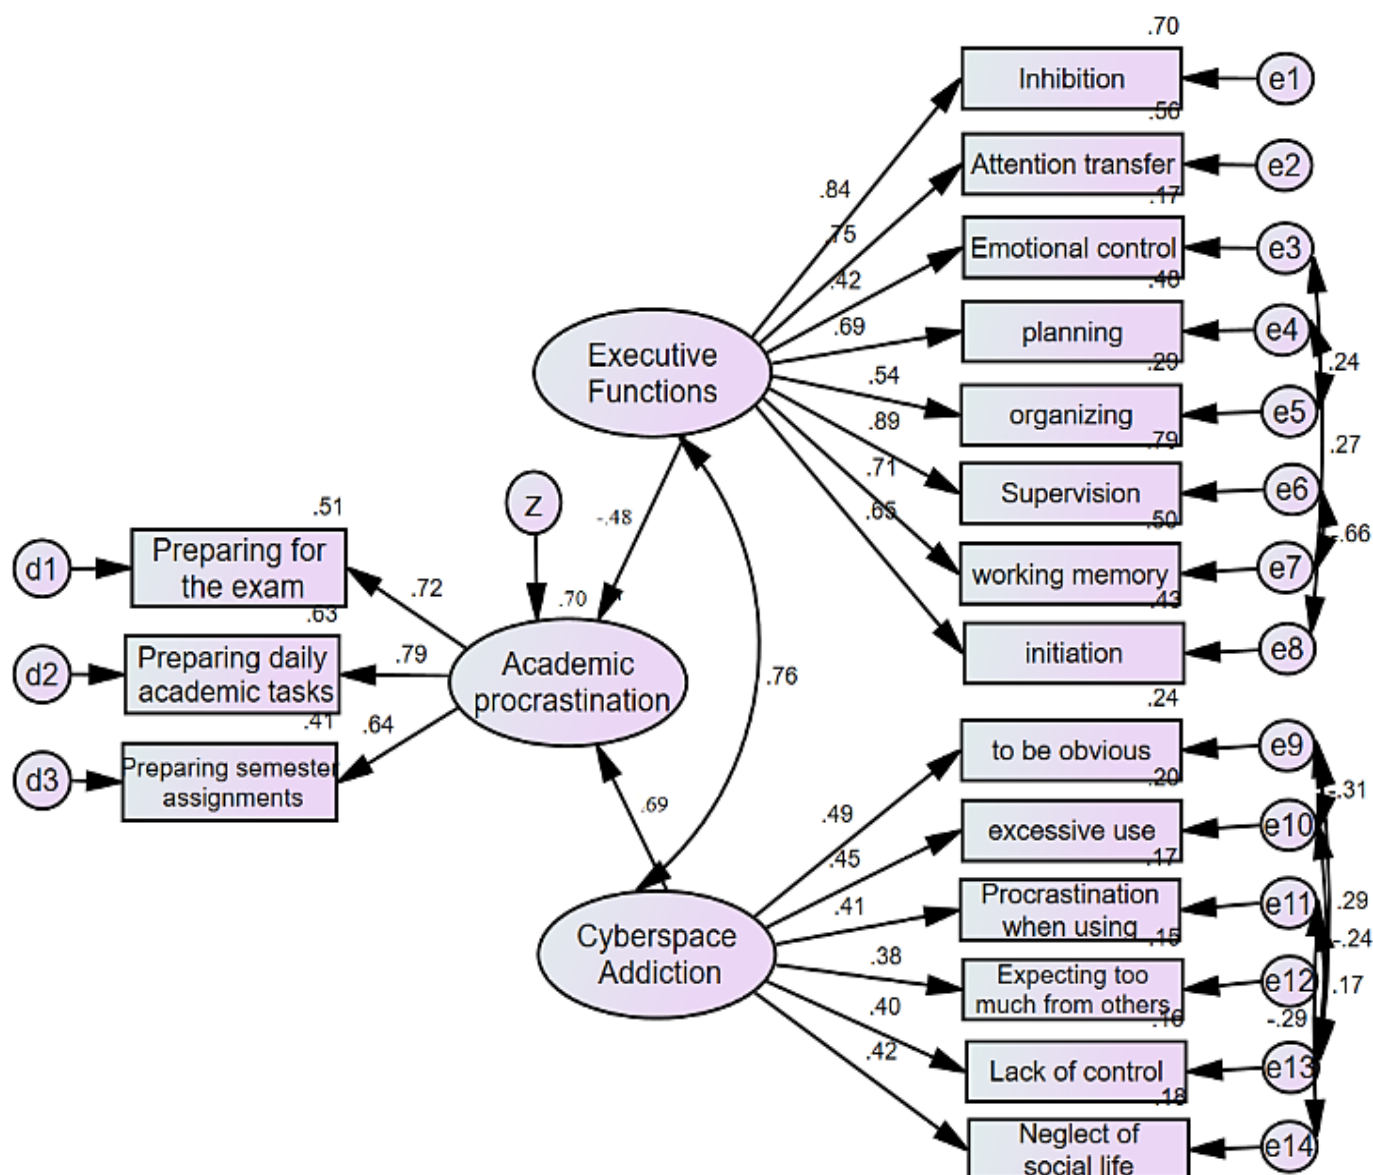 .70
Inhibition
e1
.56
Attention transfer
e2
.17
Emotional control
e3
.48
planning
e4
.29
organizing
e5
.79
Supervision
e6
.50
working memory
e7
.43
initiation
e8
.84
.75
.42
.69
.54
.89
.71
.65
.24
.27
-.66
Executive
Functions
Z
-.48
.70
.51
d1
Preparing for
the exam
.72
.63
d2
Preparing daily
academic tasks
.79
.41
d3
Preparing semester
assignments
.64
Academic
procrastination
.76
.69
Cyberspace
Addiction
.49
.45
.41
.38
.40
.42
.24
to be obvious
e9
.20
excessive use
e10
.17
Procrastination
when using
e11
.15
Expecting too
much from others
e12
.16
Lack of control
e13
.18
Neglect of
social life
e14
-.31
.29
-.24
.17
-.29